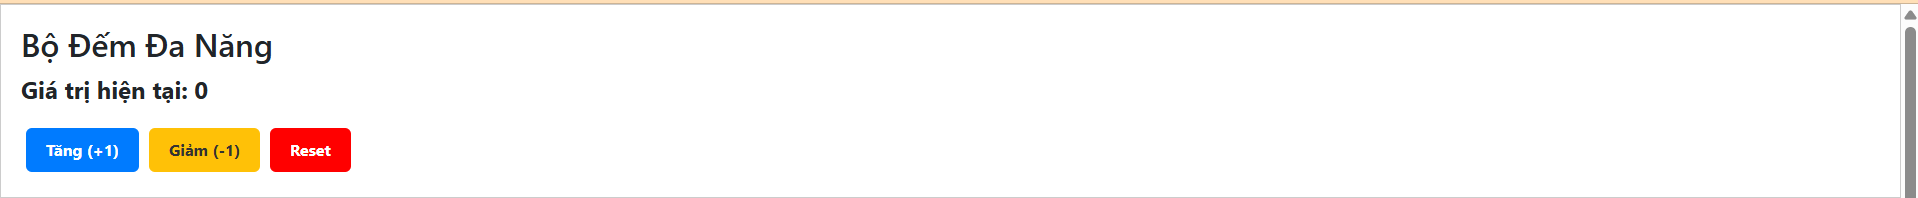 Bộ Đếm Đa Năng
Giá trị hiện tại: 0
Tăng (+1) Giảm (-1) Reset